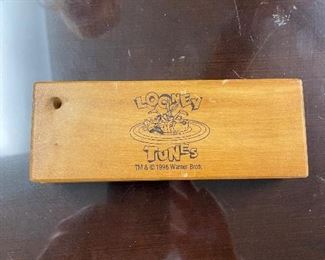 LOONEY
TUNES
TM & © 1996 Warner Bros.